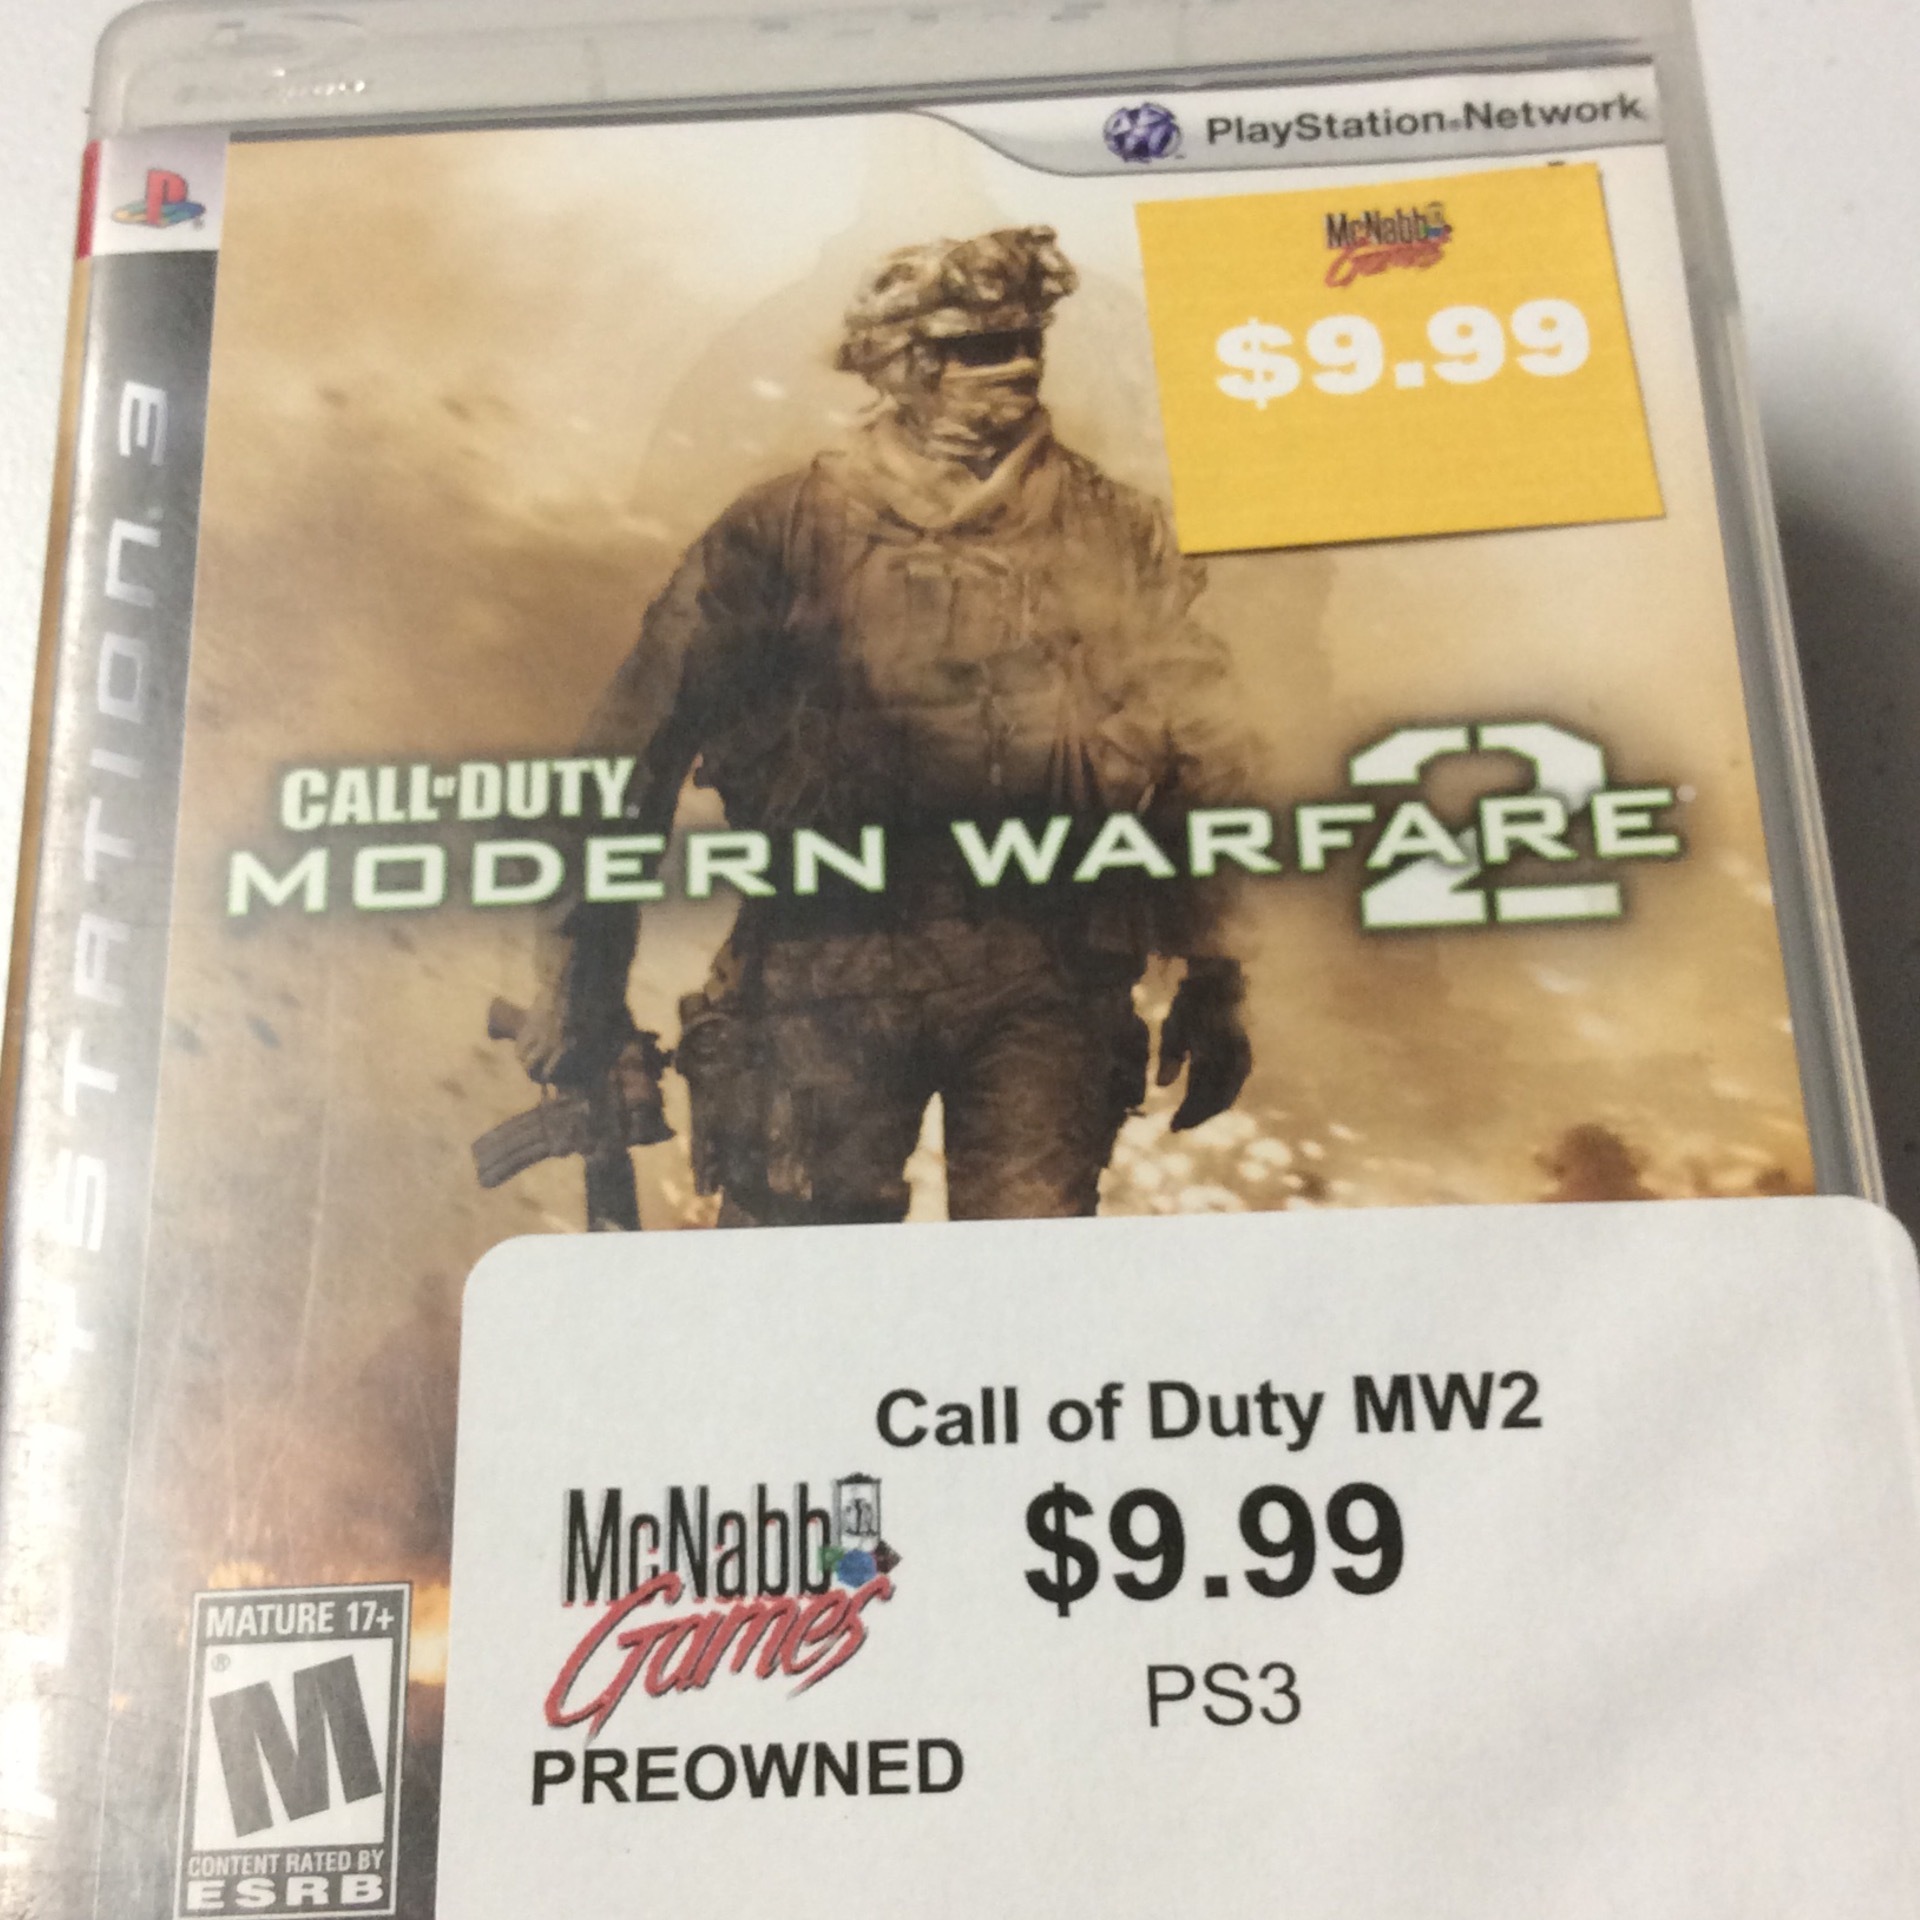 PlayStation®Network
McNabb
Games
$9.99
STATION 3
CALL OF DUTY
MODERN WARFARE®
2
Call of Duty MW2
McNabb
Games
$9.99
PS3
PREOWNED
MATURE 17+
M®
CONTENT RATED BY
ESRB